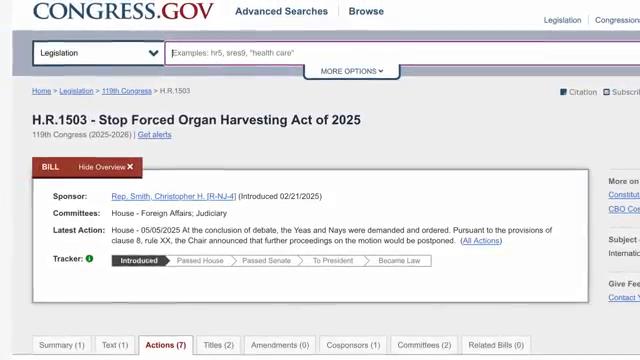 CONGRESS.GOV Advanced Searches Browse
Legislation Congression
Legislation Examples: hr5, sres9, "health care"
MORE OPTIONS
Home > Legislation > 119th Congress > H.R.1503 Citation Subscri
H.R.1503 - Stop Forced Organ Harvesting Act of 2025
119th Congress (2025-2026) | Get alerts
BILL Hide Overview X
Sponsor: Rep. Smith, Christopher H. [R-NJ-4] (Introduced 02/21/2025)
Committees: House - Foreign Affairs; Judiciary
Latest Action: House - 05/05/2025 At the conclusion of debate, the Yeas and Nays were demanded and ordered. Pursuant to the provisions of
clause 8, rule XX, the Chair announced that further proceedings on the motion would be postponed. (All Actions)
Tracker: Introduced Passed House Passed Senate To President Became Law
More on
Constitut
CBO Cos
Subject -
Internatio
Give Fee
Contact Y
Summary (1) Text (1) Actions (7) Titles (2) Amendments (0) Cosponsors (1) Committees (2) Related Bills (0)